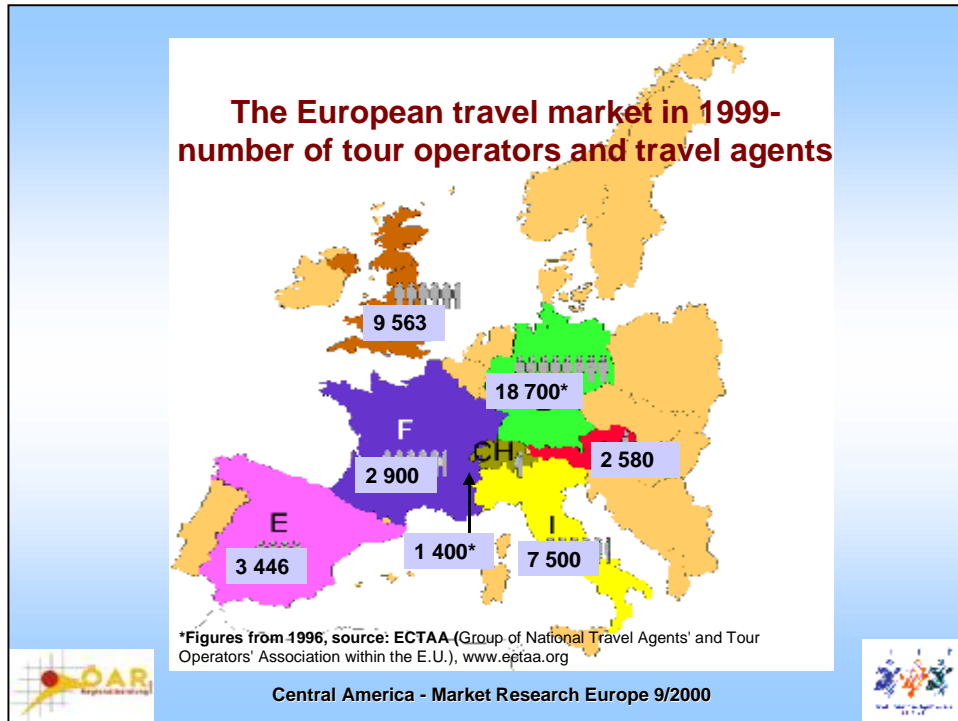 The European travel market in 1999-
number of tour operators and travel agents
9 563
18 700*
F
CH
2 580
2 900
E
I
1 400*
7 500
3 446
*Figures from 1996, source: ECTAA (Group of National Travel Agents' and Tour
Operators' Association within the E.U.), www.ectaa.org
ÖAR
Regionalberatung
Central America - Market Research Europe 9/2000